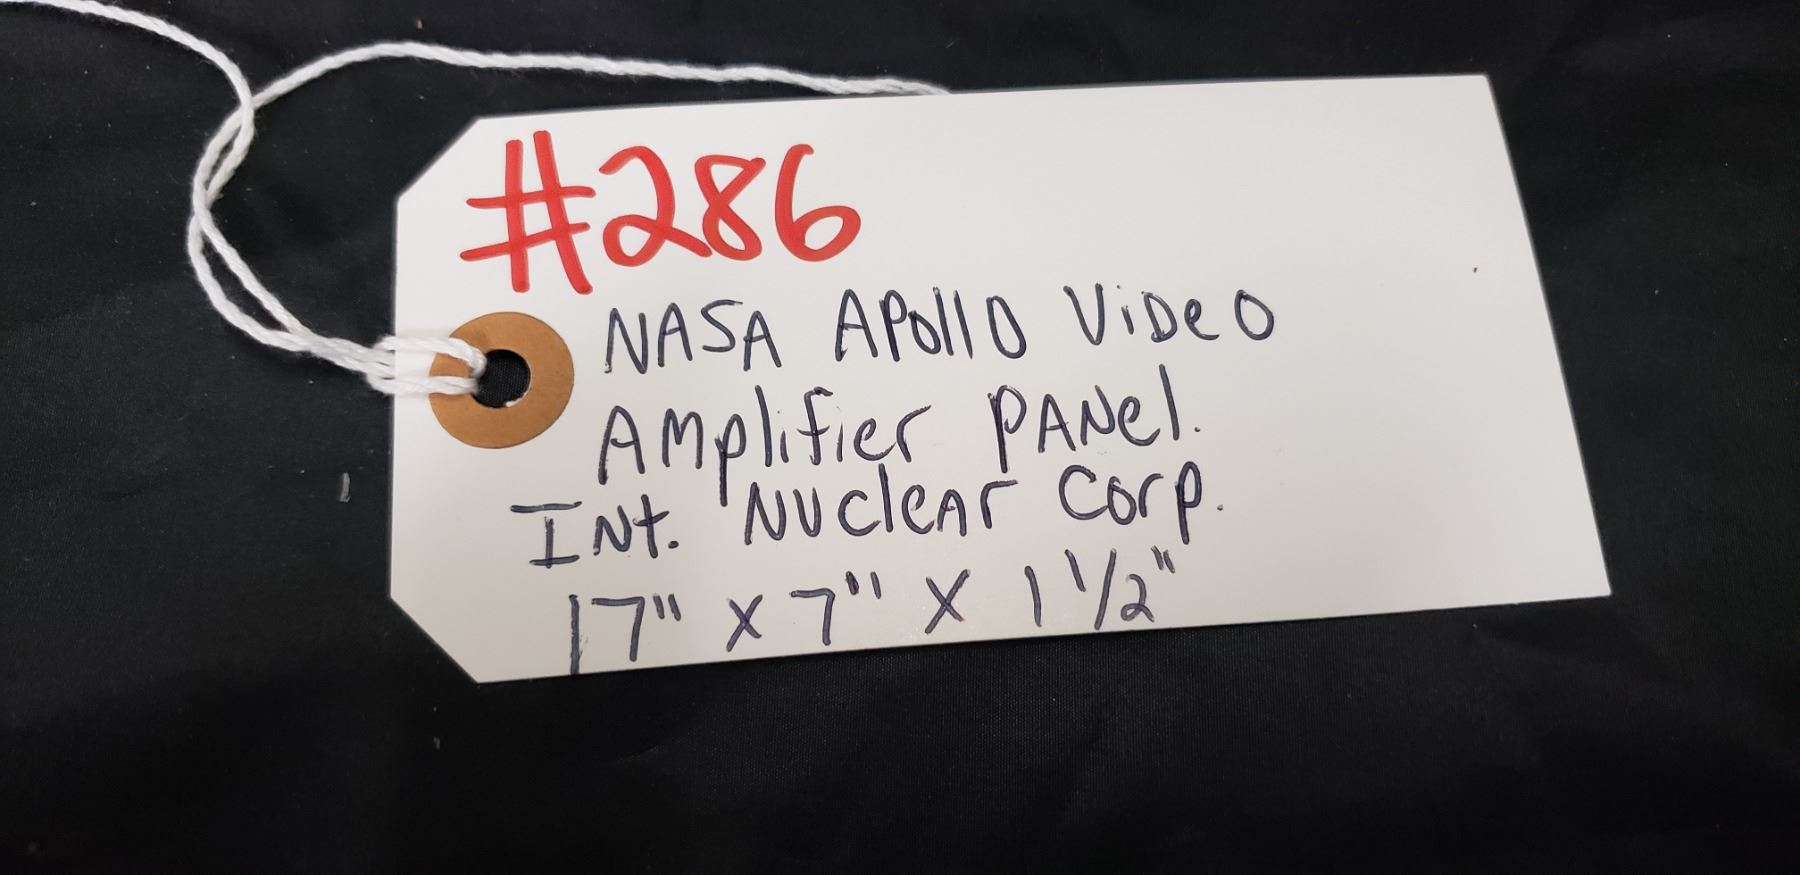 #286
NASA APollO ViDeO
AMplifier PANel.
INt. NUcleAr Corp.
17" x 7" x 1 1/2"